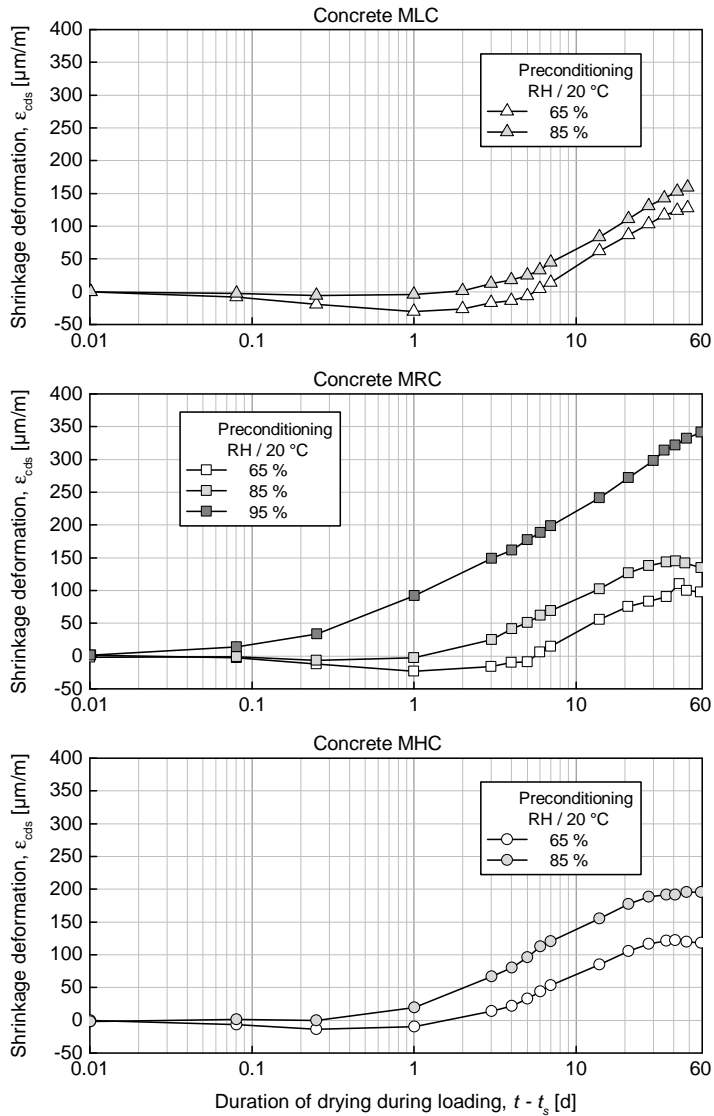 Concrete MLC
Shrinkage deformation, εcds [µm/m]
400
350
300
250
200
150
100
50
0
-50
Preconditioning
RH / 20 °C
65 %
85 %
0.01 0.1 1 10 60
Concrete MRC
Shrinkage deformation, εcds [µm/m]
400
350
300
250
200
150
100
50
0
-50
Preconditioning
RH / 20 °C
65 %
85 %
95 %
0.01 0.1 1 10 60
Concrete MHC
Shrinkage deformation, εcds [µm/m]
400
350
300
250
200
150
100
50
0
-50
Preconditioning
RH / 20 °C
65 %
85 %
0.01 0.1 1 10 60
Duration of drying during loading, t - ts [d]